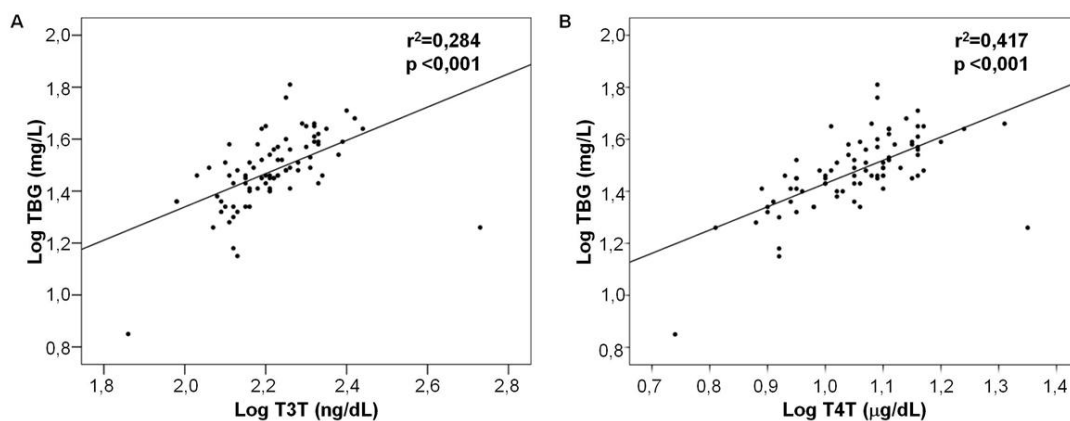 A
r²=0,284
p <0,001
2,0
1,8
1,6
1,4
1,2
1,0
0,8
Log TBG (mg/L)
1,8 2,0 2,2 2,4 2,6 2,8
Log T3T (ng/dL)
B
r²=0,417
p <0,001
2,0
1,8
1,6
1,4
1,2
1,0
0,8
Log TBG (mg/L)
0,7 0,8 0,9 1,0 1,1 1,2 1,3 1,4
Log T4T (μg/dL)